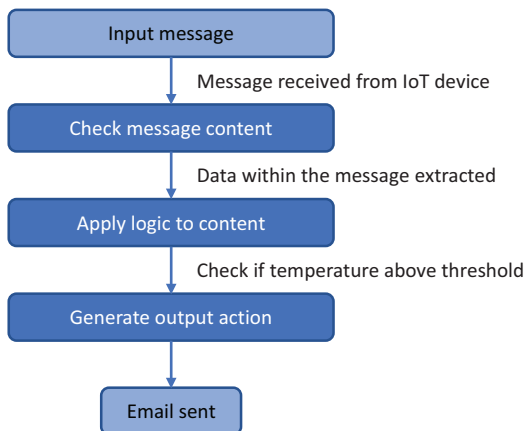 Input message
Message received from IoT device
Check message content
Data within the message extracted
Apply logic to content
Check if temperature above threshold
Generate output action
Email sent